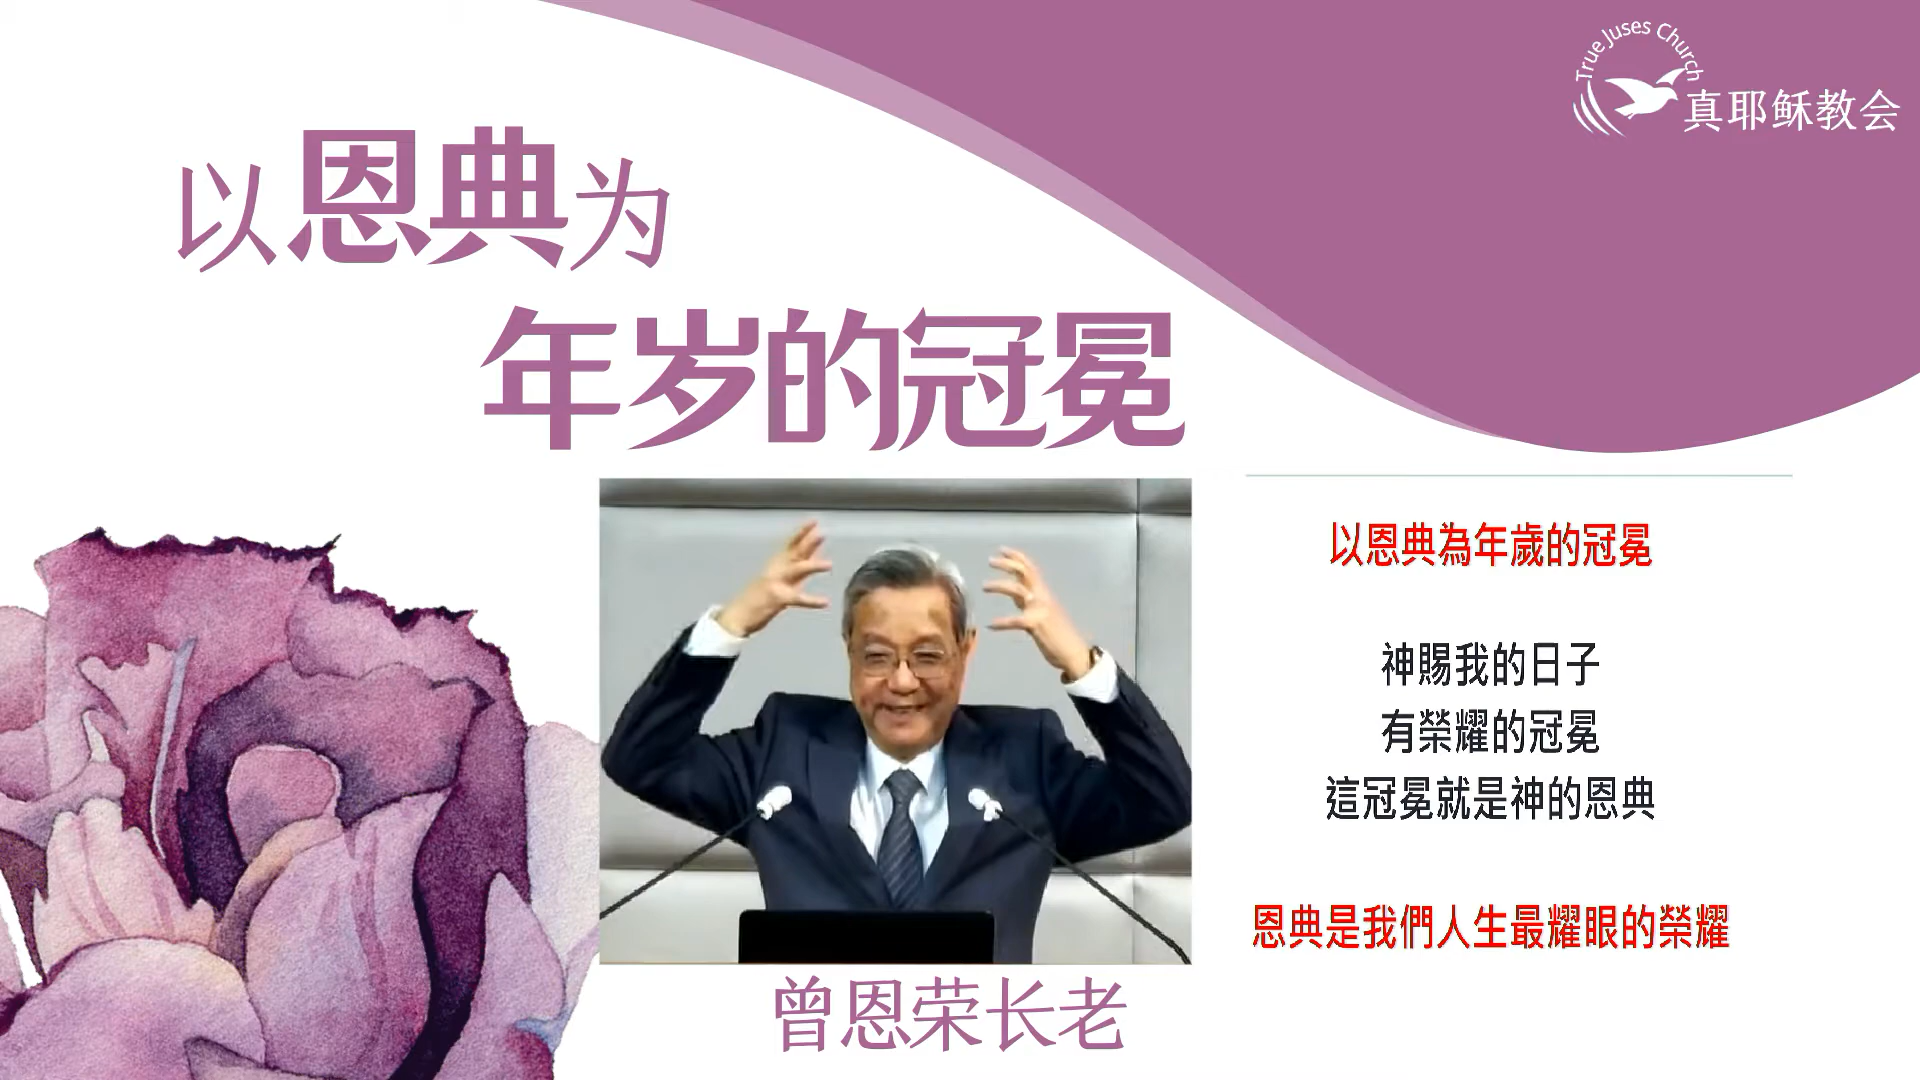 True Juses Church
真耶稣教会
以恩典为
年岁的冠冕
以恩典為年歲的冠冕
神賜我的日子
有榮耀的冠冕
這冠冕就是神的恩典
恩典是我們人生最耀眼的榮耀
曾恩荣长老